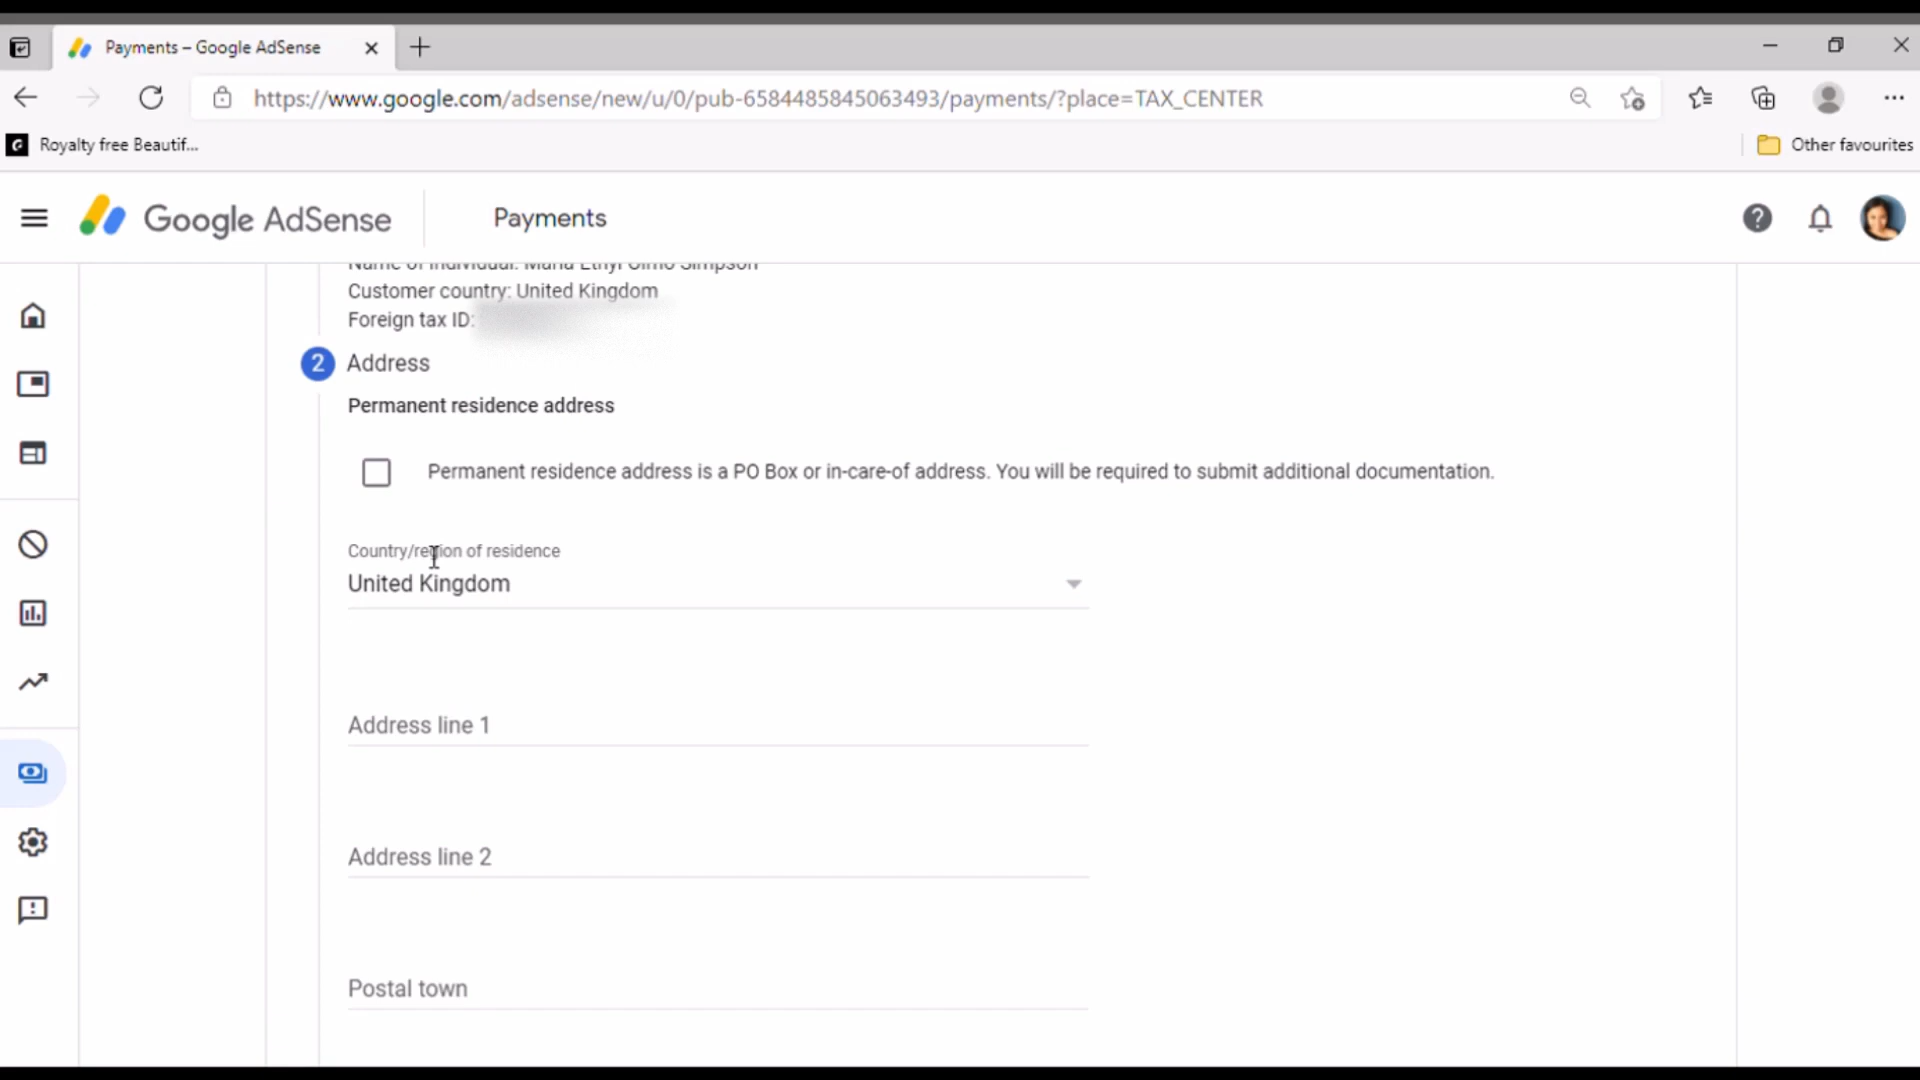 Payments – Google AdSense
https://www.google.com/adsense/new/u/0/pub-6584485845063493/payments/?place=TAX_CENTER
Royalty free Beautif...
Other favourites
Google AdSense
Payments
Name of individual: Maria Ethyl Olmo Simpson
Customer country: United Kingdom
Foreign tax ID:
2 Address
Permanent residence address
Permanent residence address is a PO Box or in-care-of address. You will be required to submit additional documentation.
Country/region of residence
United Kingdom
Address line 1
Address line 2
Postal town